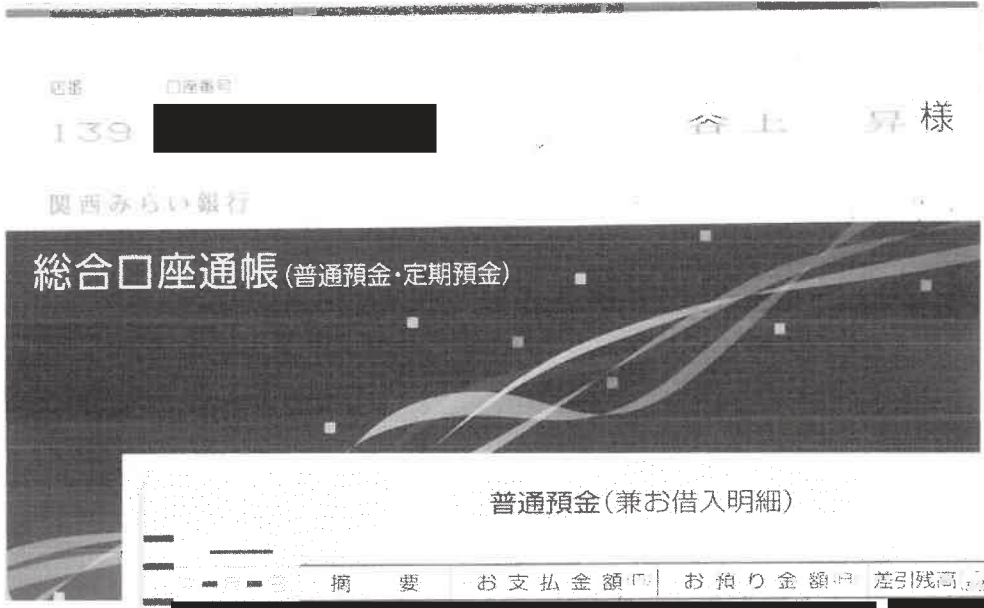 店番 口座番号
139 谷上 昇 様
関西みらい銀行
総合口座通帳(普通預金・定期預金)
普通預金(兼お借入明細)
摘要 お支払金額円 お預り金額円 差引残高